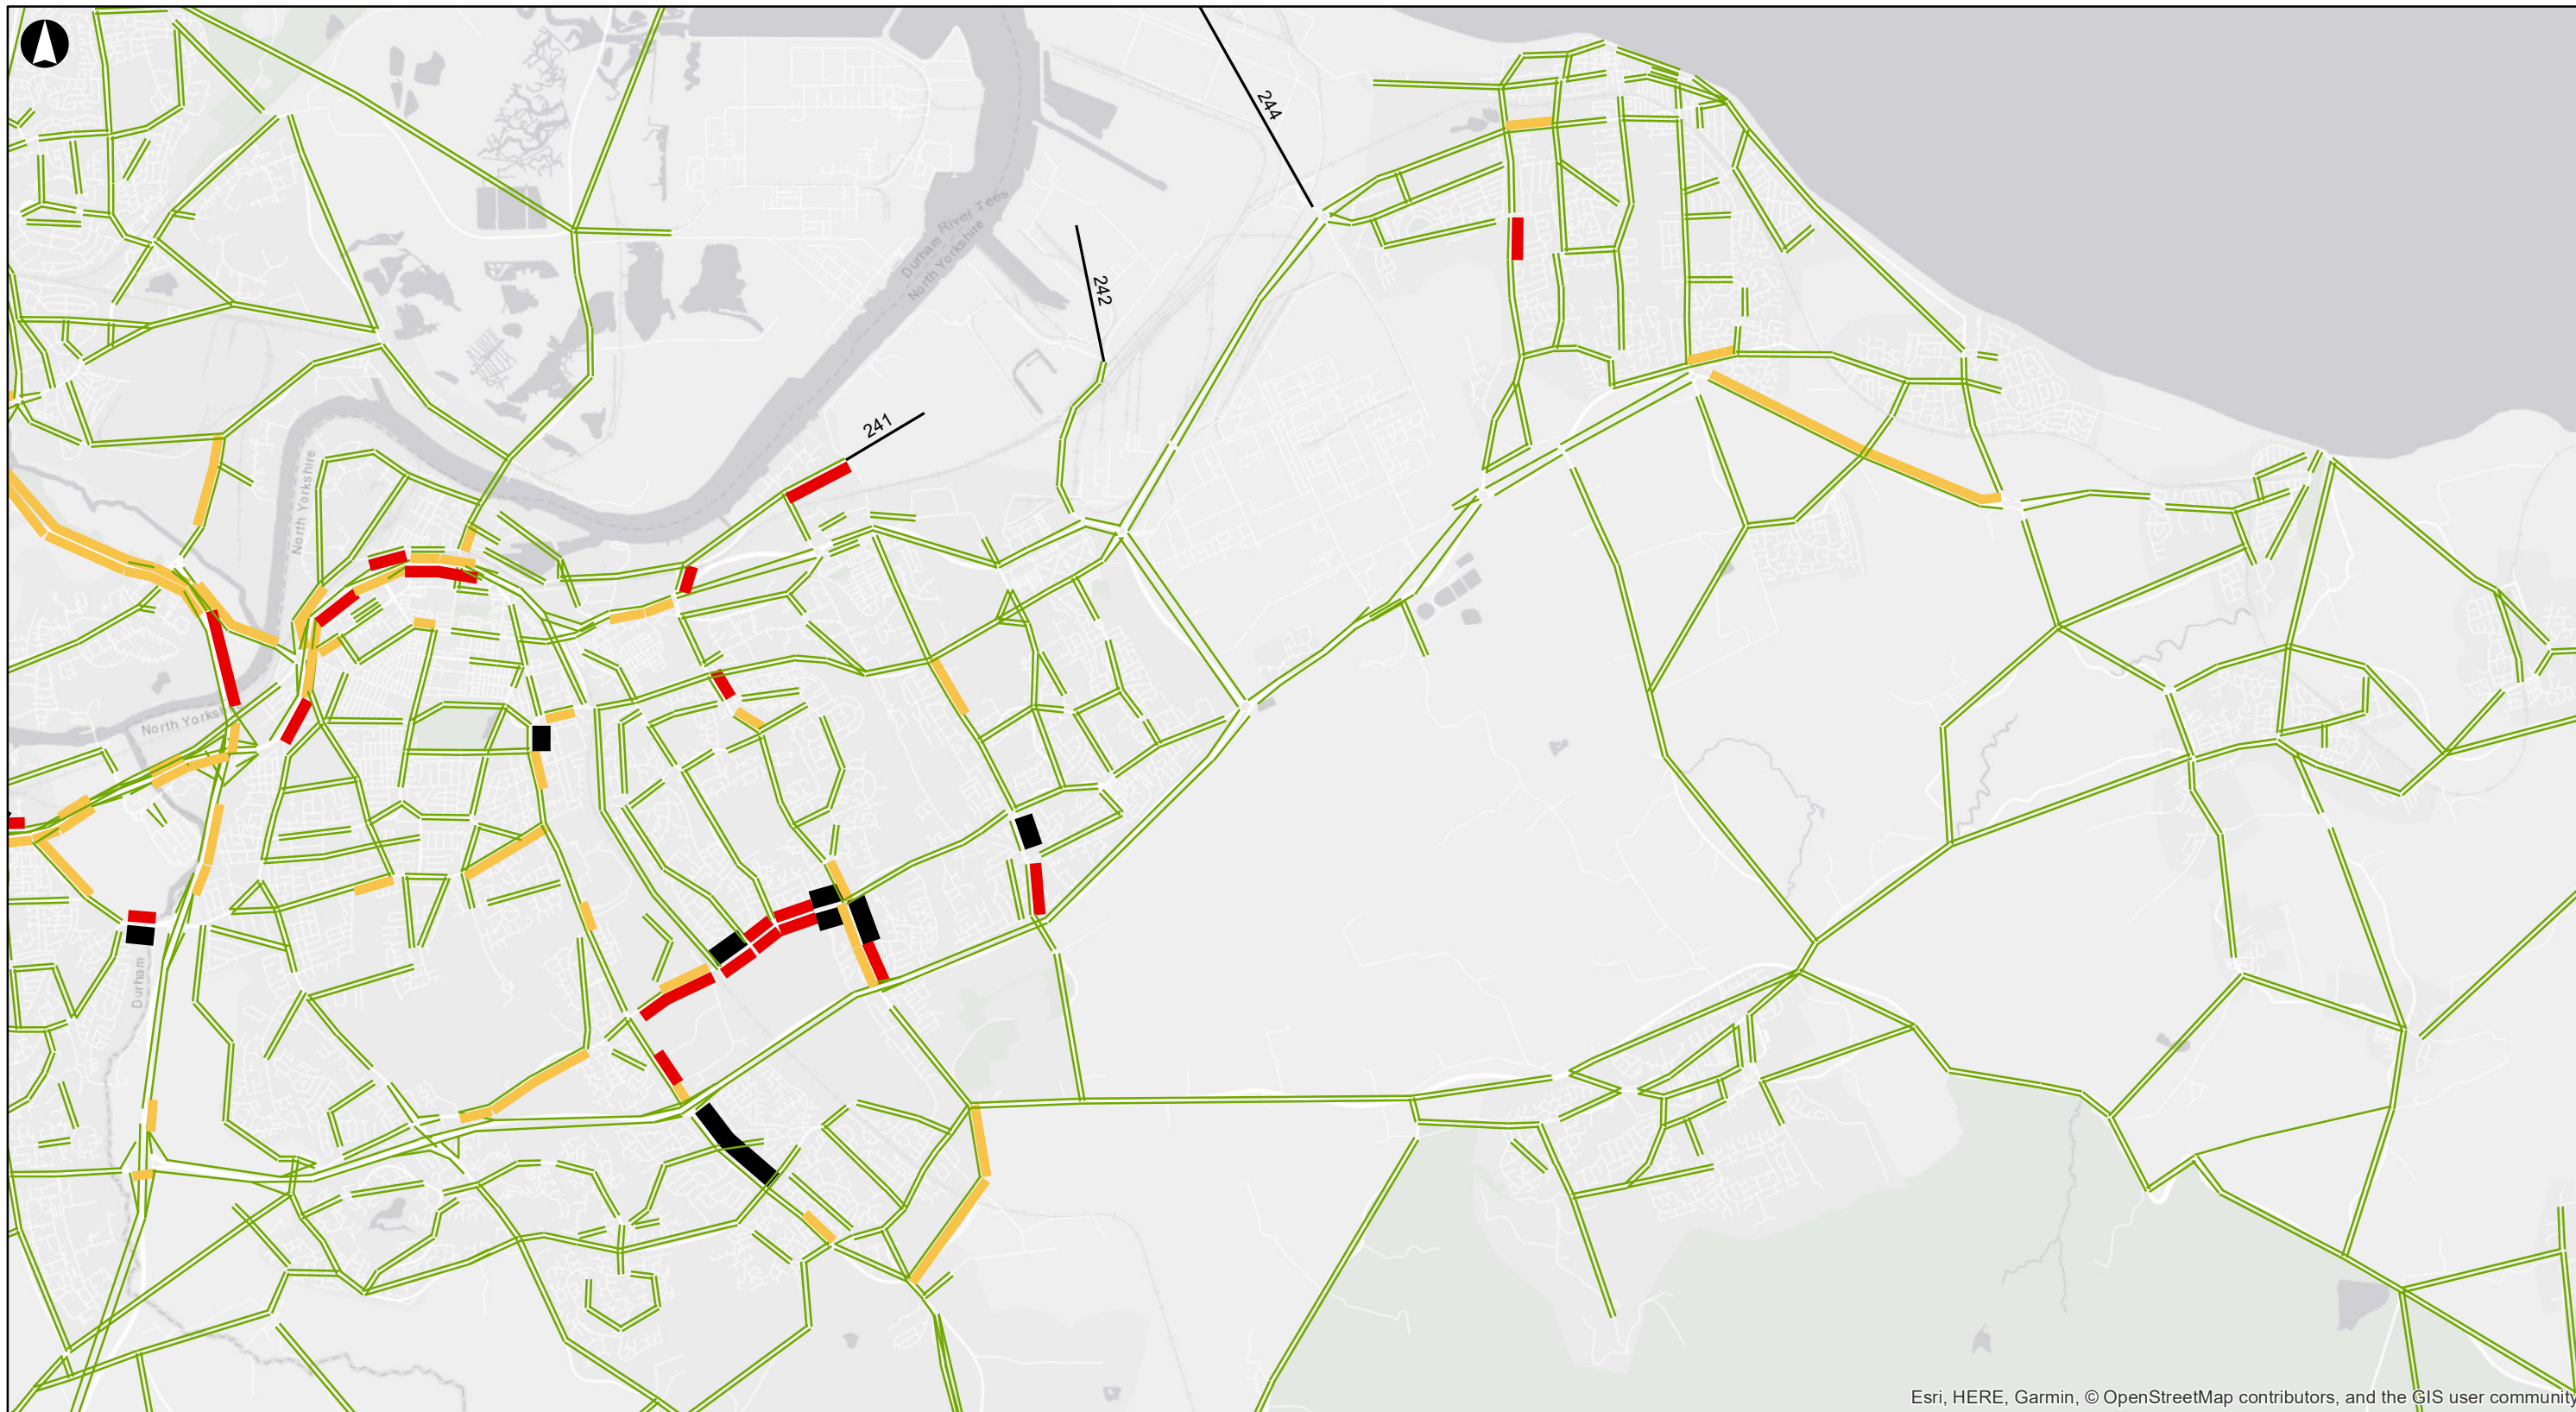 244
Durham River Tees
North Yorkshire
242
241
North Yorkshire
North Yorksh
Durham
Esri, HERE, Garmin, © OpenStreetMap contributors, and the GIS user community